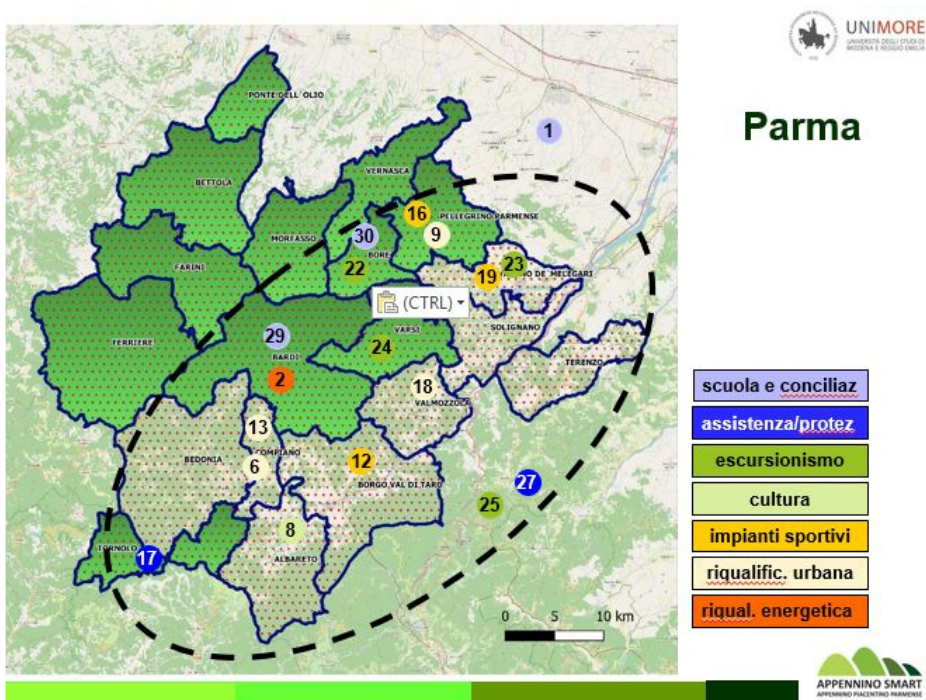 UNIMORE
UNIVERSITÀ DEGLI STUDI DI
MODENA E REGGIO EMILIA
Parma
PONTE DELL' OLIO
1
VERNASCA
BETTOLA
16
PELLEGRINO PARMENSE
9
30
MORFASSO
BORE
23
FARINI
22
19
DE' MELEGARI
(CTRL)
VARSI
SOLIGNANO
29
FERRIERE
24
BARDI
TERENZO
2
18
VALMOZZOLA
13
COMPIANO
BEDONIA
12
6
27
BORGO VAL DI TARO
25
8
TORNOLO
17
ALBARETO
0 5 10 km
scuola e conciliaz
assistenza/protez
escursionismo
cultura
impianti sportivi
riqualific. urbana
riqual. energetica
APPENNINO SMART
APPENNINO PIACENTINO PARMENSE